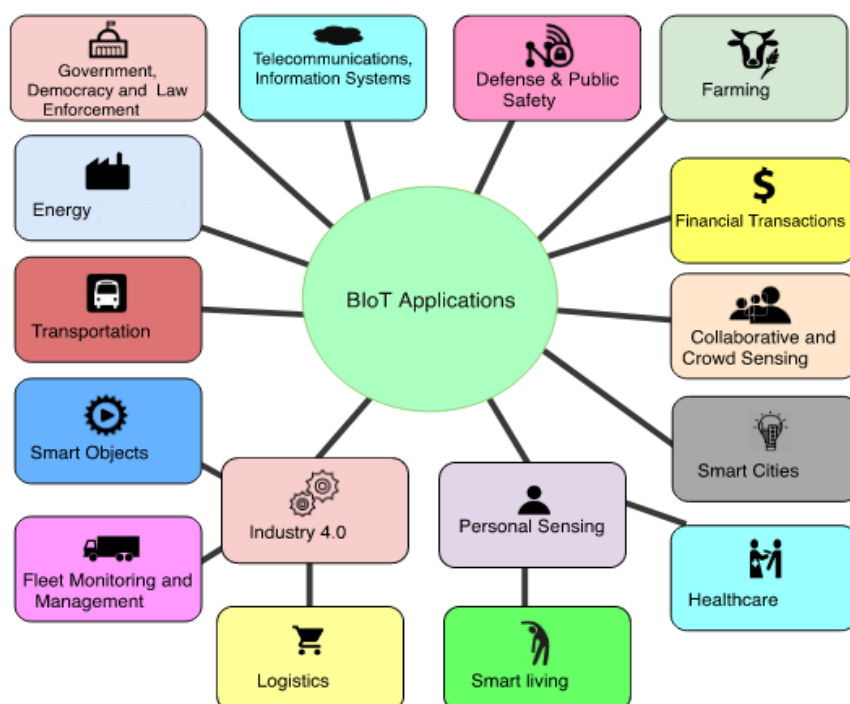 Government,
Democracy and Law
Enforcement
Telecommunications,
Information Systems
Defense & Public
Safety
Farming
Energy
Financial Transactions
BIoT Applications
Transportation
Collaborative and
Crowd Sensing
Smart Objects
Smart Cities
Industry 4.0
Personal Sensing
Fleet Monitoring and
Management
Healthcare
Logistics
Smart living